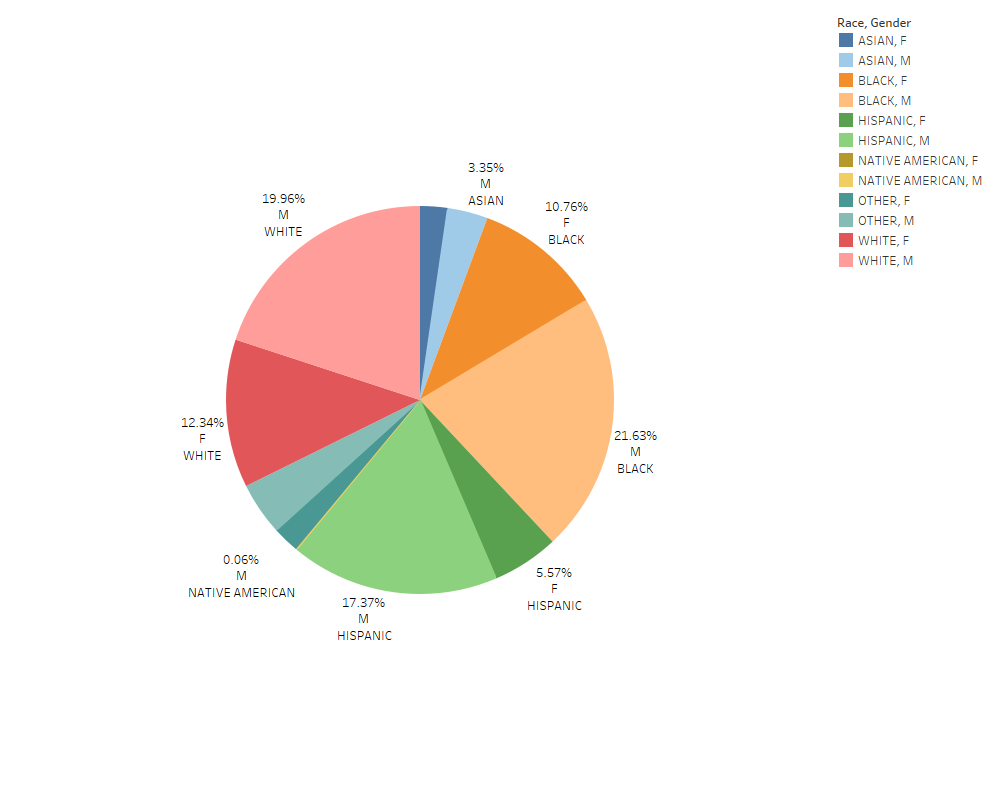 Race, Gender
ASIAN, F
ASIAN, M
BLACK, F
BLACK, M
HISPANIC, F
HISPANIC, M
NATIVE AMERICAN, F
NATIVE AMERICAN, M
OTHER, F
OTHER, M
WHITE, F
WHITE, M
3.35%
M
ASIAN
10.76%
F
BLACK
21.63%
M
BLACK
5.57%
F
HISPANIC
17.37%
M
HISPANIC
0.06%
M
NATIVE AMERICAN
12.34%
F
WHITE
19.96%
M
WHITE